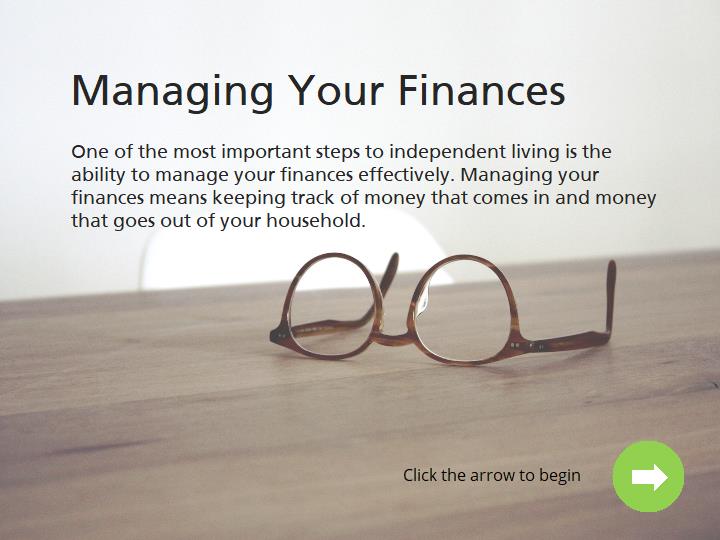 Managing Your Finances
One of the most important steps to independent living is the
ability to manage your finances effectively. Managing your
finances means keeping track of money that comes in and money
that goes out of your household.
Click the arrow to begin